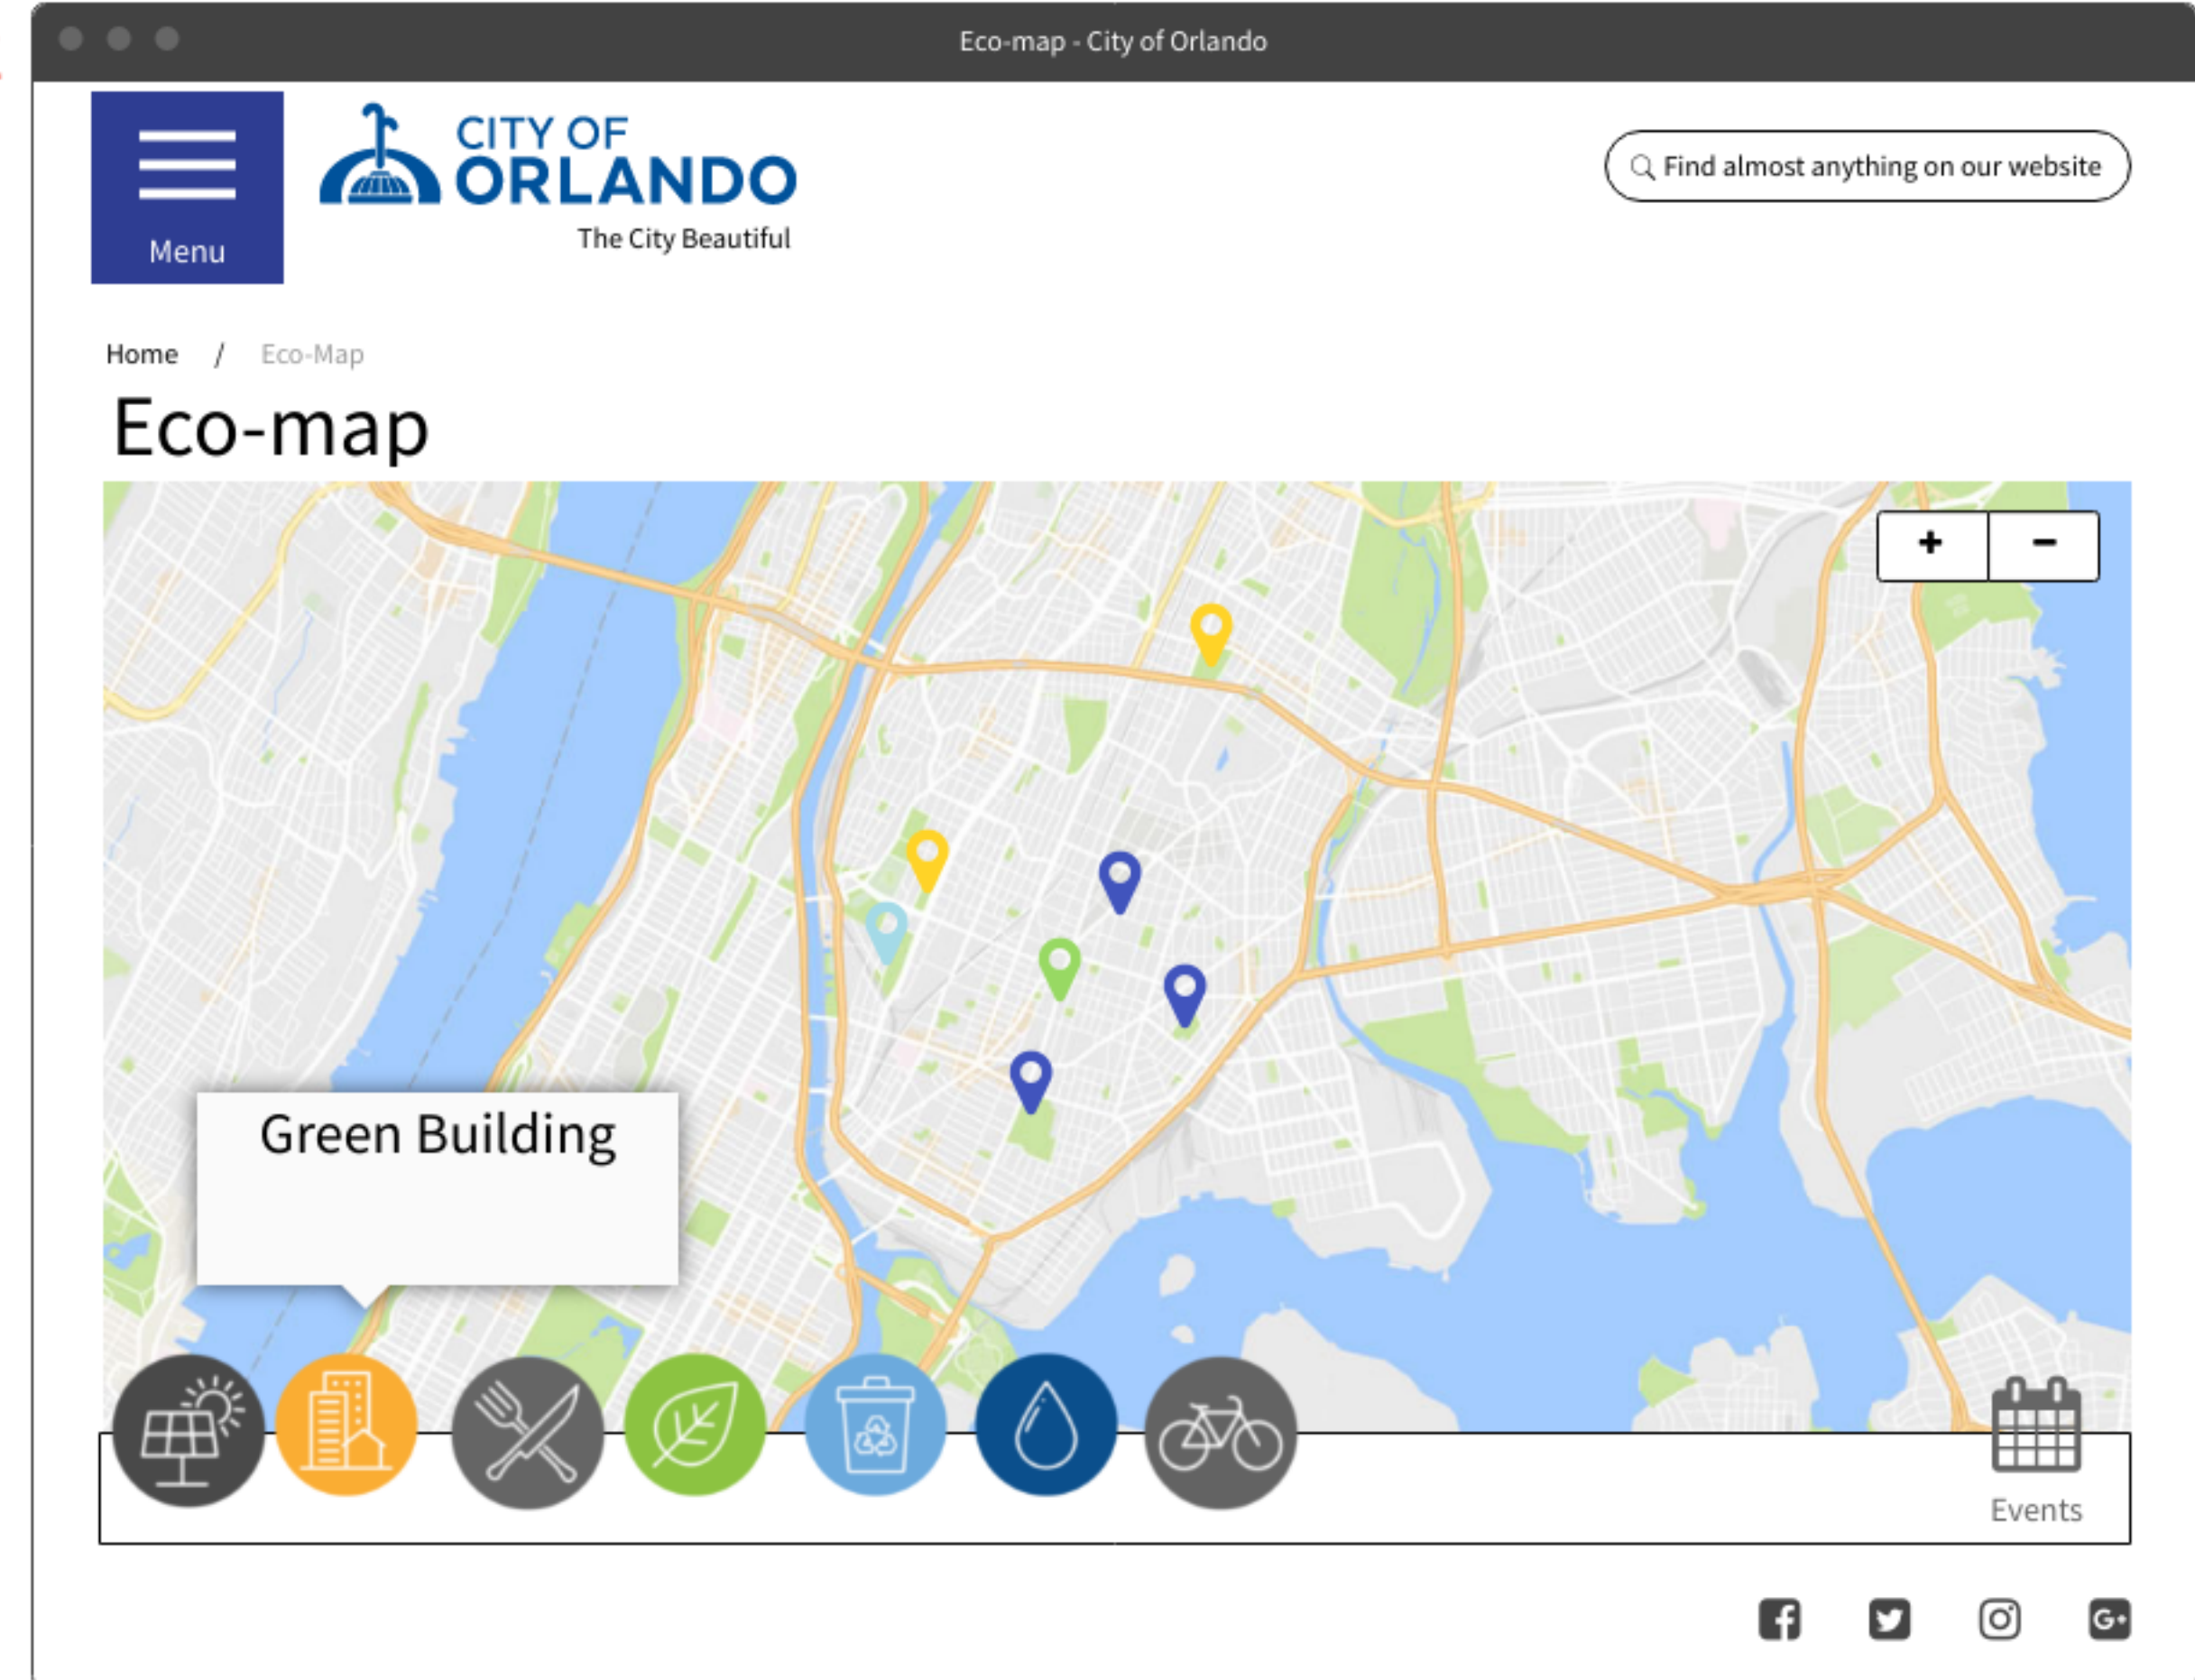 Eco-map - City of Orlando
Menu
CITY OF
ORLANDO
The City Beautiful
Find almost anything on our website
Home / Eco-Map
Eco-map
+ −
Green Building
Events
G+